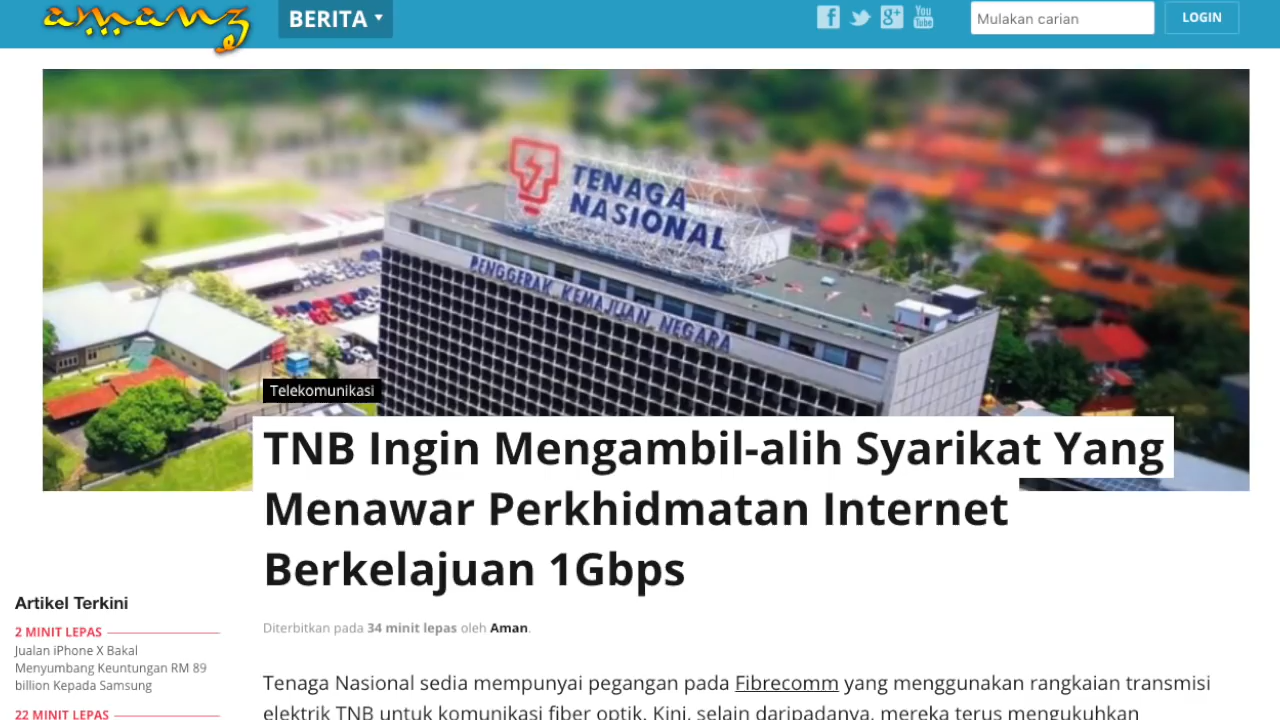 amanz
BERITA
Mulakan carian
LOGIN
TENAGA
NASIONAL
PENGGERAK KEMAJUAN NEGARA
Telekomunikasi
TNB Ingin Mengambil-alih Syarikat Yang
Menawar Perkhidmatan Internet
Berkelajuan 1Gbps
Diterbitkan pada 34 minit lepas oleh Aman.
Artikel Terkini
2 MINIT LEPAS
Jualan iPhone X Bakal
Menyumbang Keuntungan RM 89
billion Kepada Samsung
22 MINIT LEPAS
Tenaga Nasional sedia mempunyai pegangan pada Fibrecomm yang menggunakan rangkaian transmisi
elektrik TNB untuk komunikasi fiber optik. Kini, selain daripadanya, mereka terus mengukuhkan